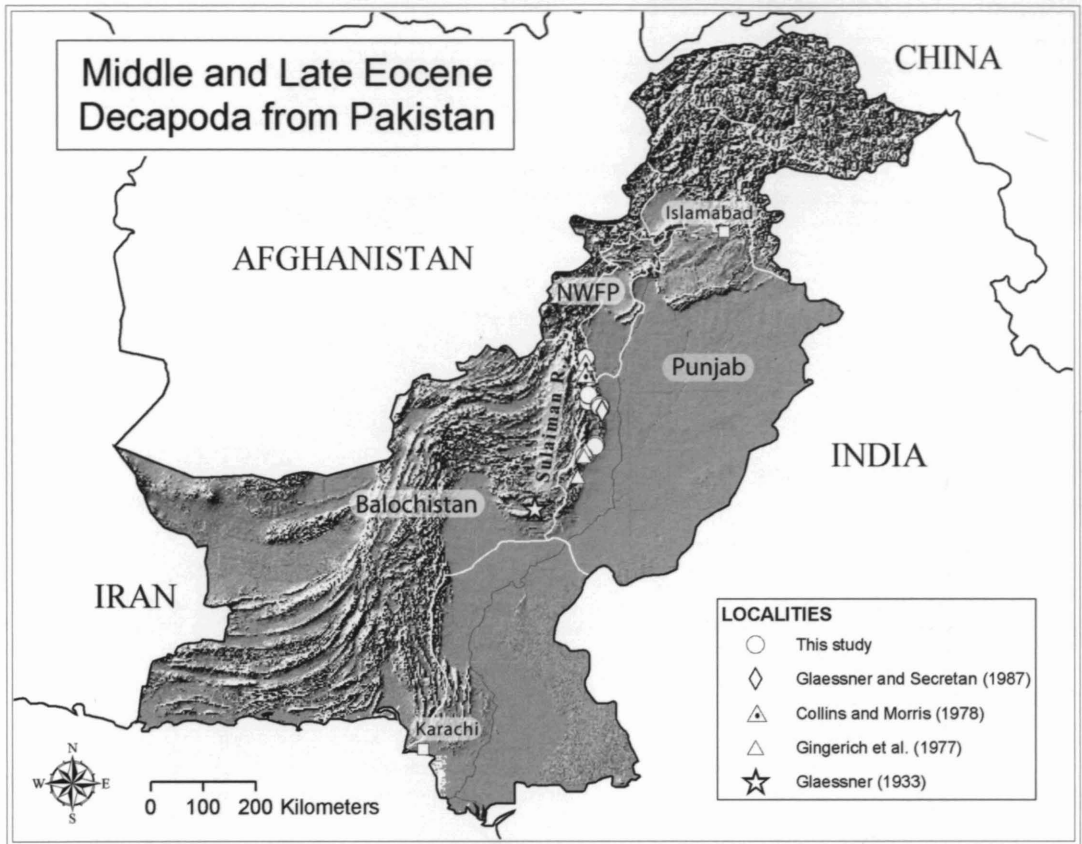 Middle and Late Eocene
Decapoda from Pakistan
CHINA
Islamabad
AFGHANISTAN
NWFP
Punjab
Sulaiman R.
INDIA
Balochistan
IRAN
Karachi
LOCALITIES
This study
Glaessner and Secretan (1987)
Collins and Morris (1978)
Gingerich et al. (1977)
Glaessner (1933)
N
W E
S
0 100 200 Kilometers